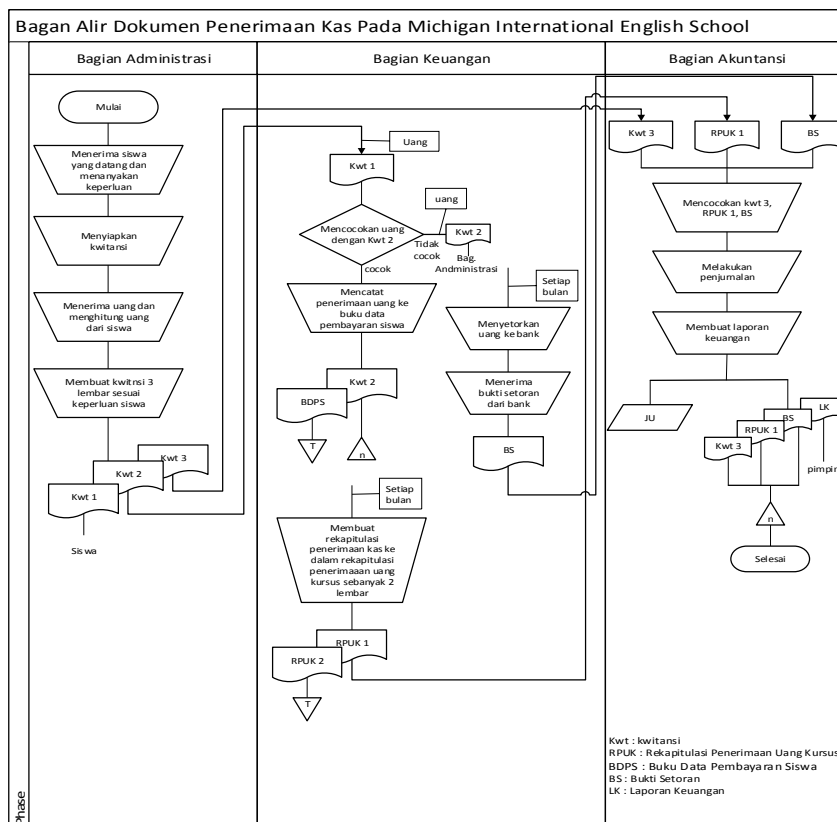 Bagan Alir Dokumen Penerimaan Kas Pada Michigan International English School
Bagian Administrasi
Bagian Keuangan
Bagian Akuntansi
Mulai
Menerima siswa
yang datang dan
menanyakan
keperluan
Menyiapkan
kwitansi
Menerima uang dan
menghitung uang
dari siswa
Membuat kwitnsi 3
lembar sesuai
keperluan siswa
Kwt 3
Kwt 2
Kwt 1
Siswa
Uang
Kwt 1
uang
Mencocokan uang
dengan Kwt 2
Tidak
cocok
Kwt 2
Bag.
Andministrasi
cocok
Mencatat
penerimaan uang ke
buku data
pembayaran siswa
Kwt 2
BDPS
T
n
Setiap
bulan
Menyetorkan
uang ke bank
Menerima
bukti setoran
dari bank
BS
Setiap
bulan
Membuat
rekapitulasi
penerimaan kas ke
dalam rekapitulasi
penerimaaan uang
kursus sebanyak 2
lembar
RPUK 1
RPUK 2
T
Kwt 3
RPUK 1
BS
Mencocokan kwt 3,
RPUK 1, BS
Melakukan
penjumalan
Membuat laporan
keuangan
JU
LK
BS
RPUK 1
Kwt 3
pimpin
n
Selesai
Kwt : kwitansi
RPUK : Rekapitulasi Penerimaan Uang Kursus
BDPS : Buku Data Pembayaran Siswa
BS : Bukti Setoran
LK : Laporan Keuangan
Phase